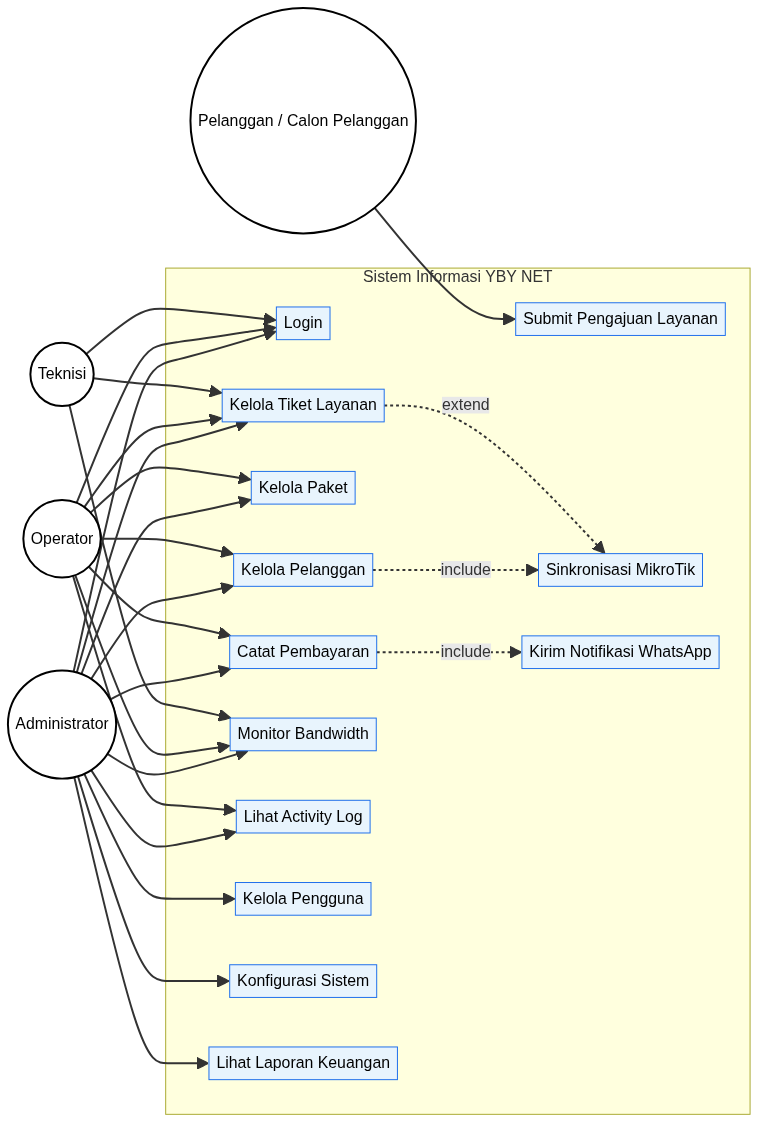 Pelanggan / Calon Pelanggan
Sistem Informasi YBY NET
Login
Submit Pengajuan Layanan
Teknisi
Kelola Tiket Layanan
extend
Kelola Paket
Operator
Kelola Pelanggan
include
Sinkronisasi MikroTik
Catat Pembayaran
include
Kirim Notifikasi WhatsApp
Administrator
Monitor Bandwidth
Lihat Activity Log
Kelola Pengguna
Konfigurasi Sistem
Lihat Laporan Keuangan